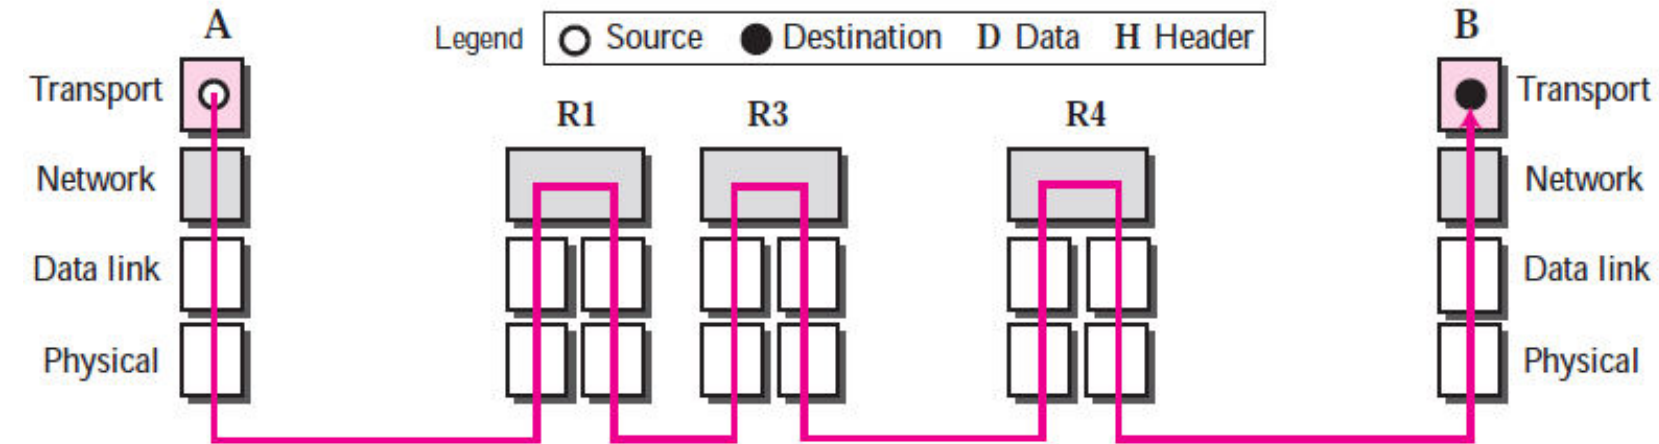 A
Legend Source Destination D Data H Header
B
Transport
Transport
R1 R3 R4
Network
Network
Data link
Data link
Physical
Physical